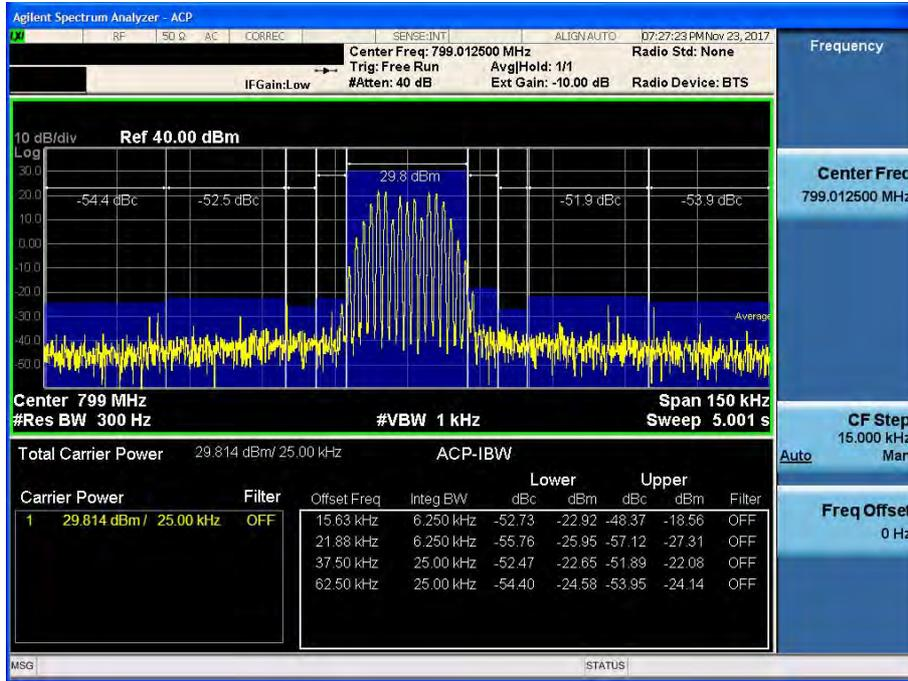 Agilent Spectrum Analyzer - ACP
LXI RF 50 Ω AC CORREC SENSE:INT ALIGN AUTO 07:27:23 PM Nov 23, 2017
Center Freq: 799.012500 MHz Radio Std: None
Trig: Free Run Avg|Hold: 1/1
IFGain:Low #Atten: 40 dB Ext Gain: -10.00 dB Radio Device: BTS
10 dB/div Ref 40.00 dBm
Log
30.0
20.0
10.0
0.00
-10.0
-20.0
-30.0
-40.0
-50.0
29.8 dBm
-54.4 dBc -52.5 dBc -51.9 dBc -53.9 dBc
Average
Center 799 MHz Span 150 kHz
#Res BW 300 Hz #VBW 1 kHz Sweep 5.001 s
Total Carrier Power 29.814 dBm/ 25.00 kHz ACP-IBW
Lower Upper
Carrier Power Filter Offset Freq Integ BW dBc dBm dBc dBm Filter
1 29.814 dBm / 25.00 kHz OFF 15.63 kHz 6.250 kHz -52.73 -22.92 -48.37 -18.56 OFF
21.88 kHz 6.250 kHz -55.76 -25.95 -57.12 -27.31 OFF
37.50 kHz 25.00 kHz -52.47 -22.65 -51.89 -22.08 OFF
62.50 kHz 25.00 kHz -54.40 -24.58 -53.95 -24.14 OFF
MSG STATUS
Frequency
Center Freq
799.012500 MHz
CF Step
15.000 kHz
Auto Man
Freq Offset
0 Hz